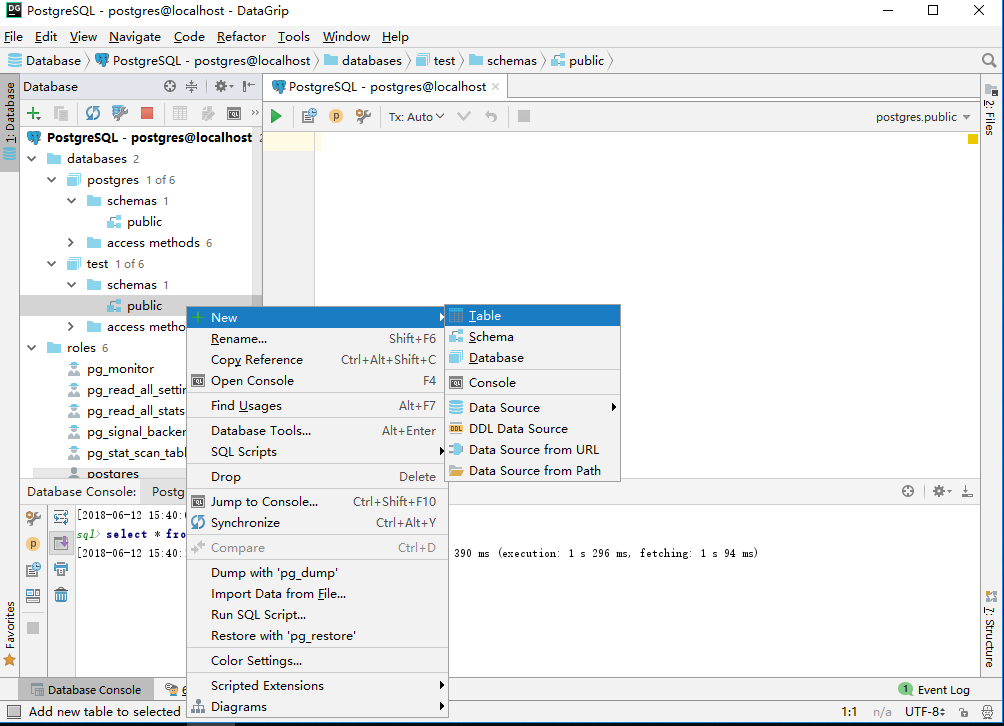 PostgreSQL - postgres@localhost - DataGrip
File Edit View Navigate Code Refactor Tools Window Help
Database PostgreSQL - postgres@localhost databases test schemas public
Database
PostgreSQL - postgres@localhost
1: Database
2: Files
Tx: Auto
postgres.public
PostgreSQL - postgres@localhost 2
databases 2
postgres 1 of 6
schemas 1
public
access methods 6
test 1 of 6
schemas 1
public
access metho
roles 6
pg_monitor
pg_read_all_settin
pg_read_all_stats
pg_signal_backen
pg_stat_scan_tabl
postgres
New
Rename... Shift+F6
Copy Reference Ctrl+Alt+Shift+C
Open Console F4
Find Usages Alt+F7
Database Tools... Alt+Enter
SQL Scripts
Drop Delete
Jump to Console... Ctrl+Shift+F10
Synchronize Ctrl+Alt+Y
Compare Ctrl+D
Dump with 'pg_dump'
Import Data from File...
Run SQL Script...
Restore with 'pg_restore'
Color Settings...
Scripted Extensions
Diagrams
Table
Schema
Database
Console
Data Source
DDL Data Source
Data Source from URL
Data Source from Path
Database Console: Postg
[2018-06-12 15:40:
sql> select * fro
[2018-06-12 15:40: 390 ms (execution: 1 s 296 ms, fetching: 1 s 94 ms)
Favorites
7: Structure
Database Console 6
1 Event Log
Add new table to selected
1:1 n/a UTF-8